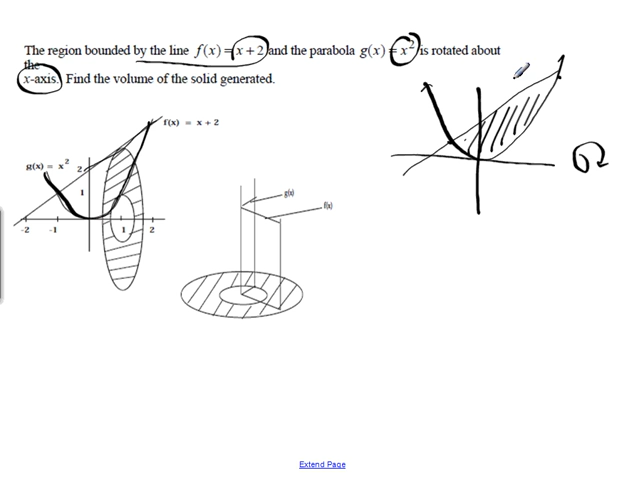 The region bounded by the line f(x) = x + 2 and the parabola g(x) = x² is rotated about
the
x-axis. Find the volume of the solid generated.
f(x) = x + 2
g(x) = x²
2
1
-2 -1 1 2
g(x)
f(x)
Extend Page